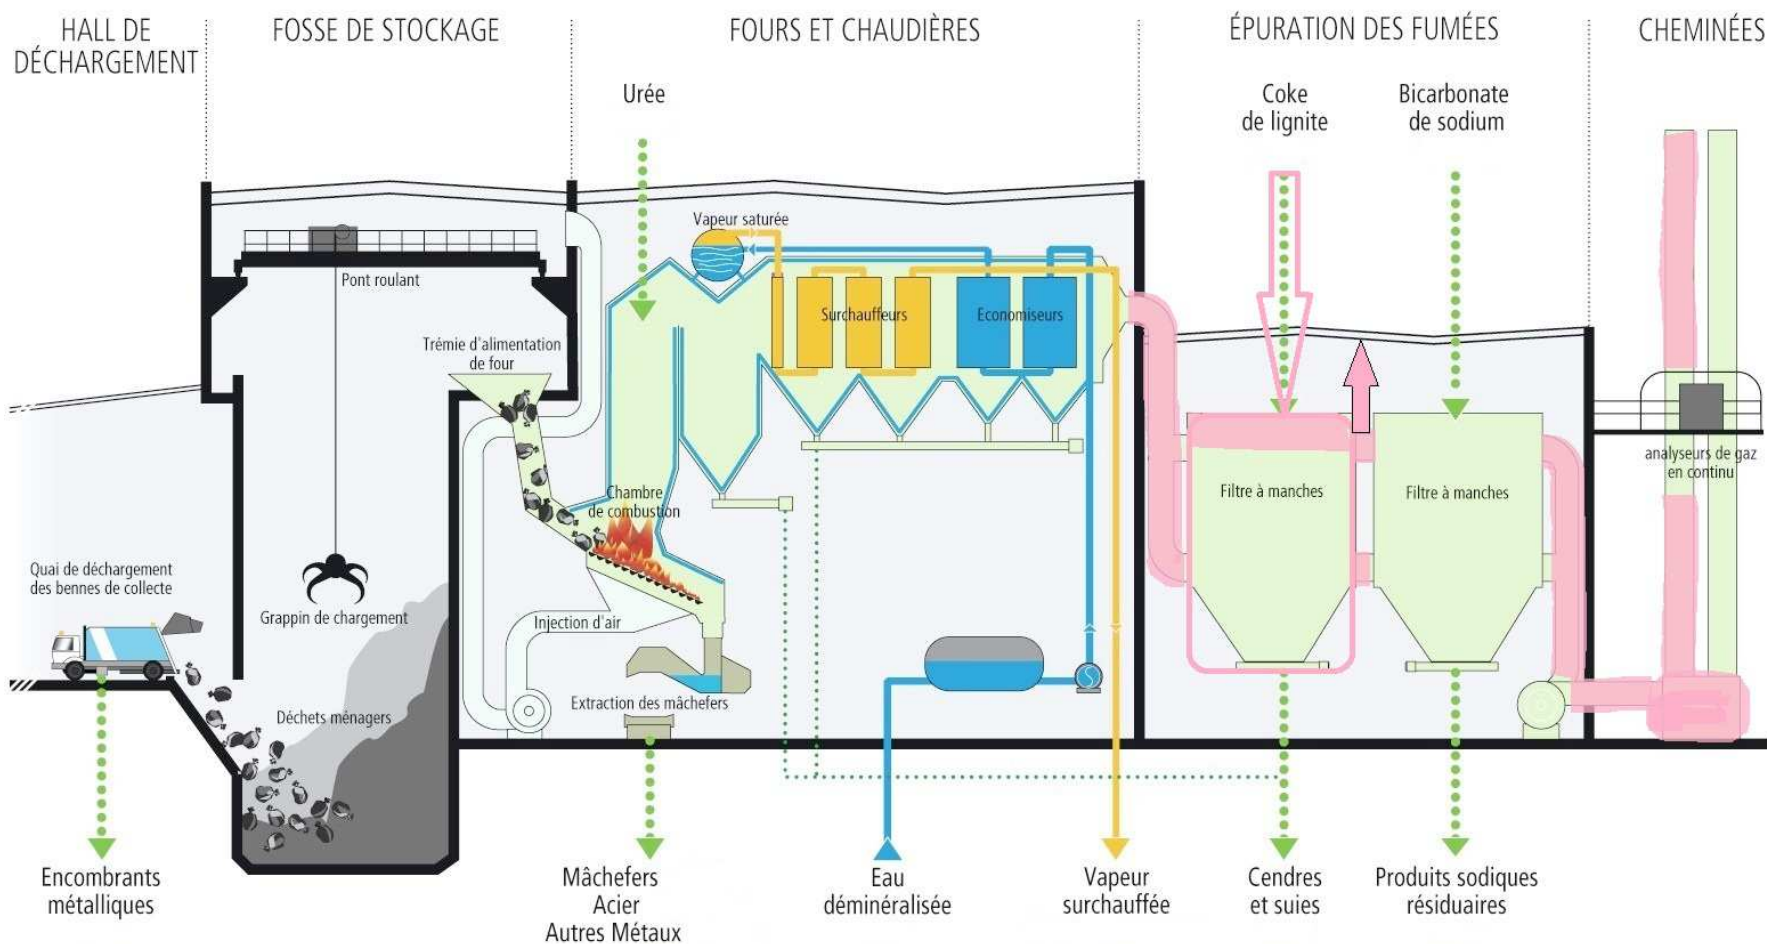 HALL DE
DÉCHARGEMENT
FOSSE DE STOCKAGE
FOURS ET CHAUDIÈRES
ÉPURATION DES FUMÉES
CHEMINÉES
Urée
Coke
de lignite
Bicarbonate
de sodium
Vapeur saturée
Pont roulant
Surchauffeurs
Economiseurs
Trémie d'alimentation
de four
analyseurs de gaz
en continu
Chambre
de combustion
Filtre à manches
Filtre à manches
Quai de déchargement
des bennes de collecte
Grappin de chargement
Injection d'air
Extraction des mâchefers
Déchets ménagers
Encombrants
métalliques
Mâchefers
Acier
Autres Métaux
Eau
déminéralisée
Vapeur
surchauffée
Cendres
et suies
Produits sodiques
résiduaires